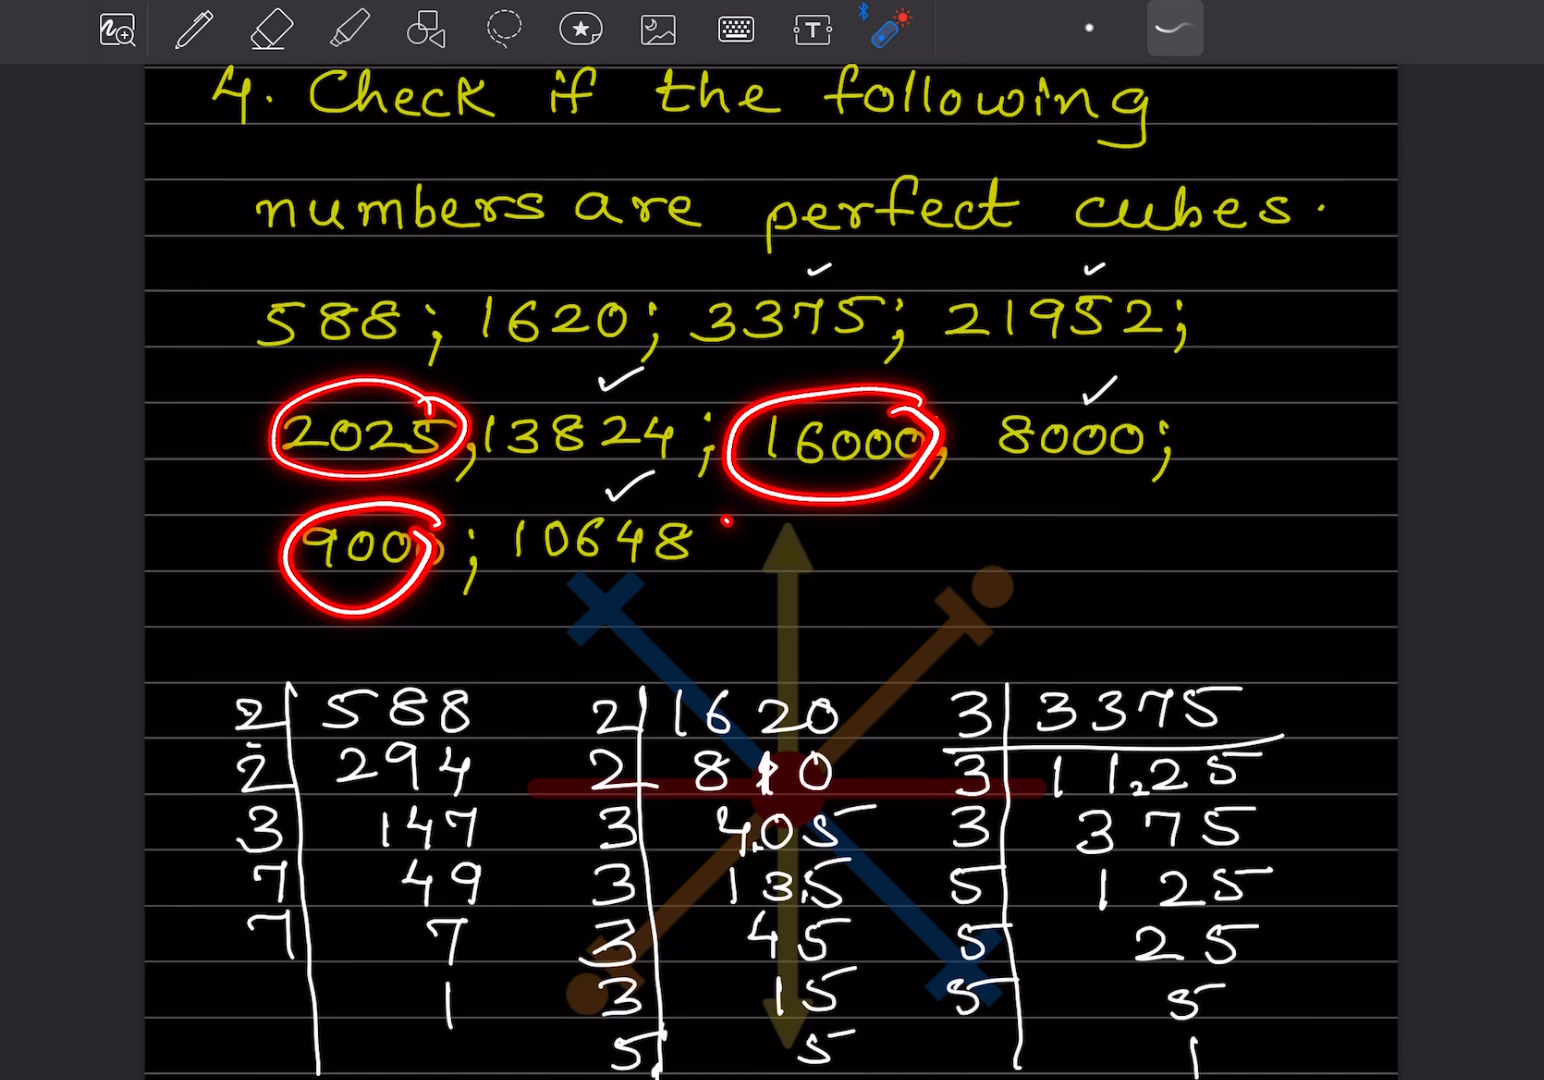 4. Check if the following
numbers are perfect cubes.
588; 1620; 3375; 21952;
2025, 13824; 16000, 8000;
9000; 10648
2 588 2 1620 3 3375
2 294 2 810 3 1125
3 147 3 405 3 375
7 49 3 135 5 125
7 7 3 45 5 25
1 3 15 5 5
5 5 1